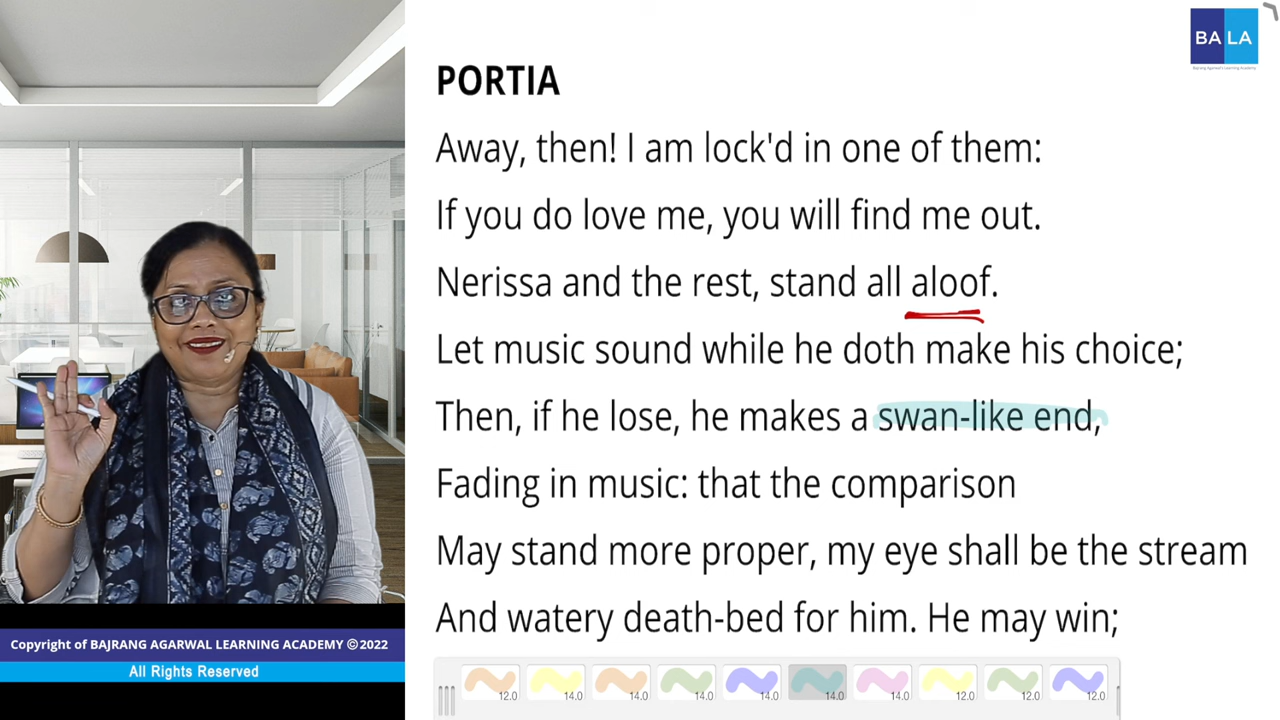 BA LA
PORTIA
Away, then! I am lock'd in one of them:
If you do love me, you will find me out.
Nerissa and the rest, stand all aloof.
Let music sound while he doth make his choice;
Then, if he lose, he makes a swan-like end,
Fading in music: that the comparison
May stand more proper, my eye shall be the stream
And watery death-bed for him. He may win;
Copyright of BAJRANG AGARWAL LEARNING ACADEMY ©2022
All Rights Reserved
12.0 14.0 14.0 14.0 14.0 14.0 14.0 12.0 12.0 12.0